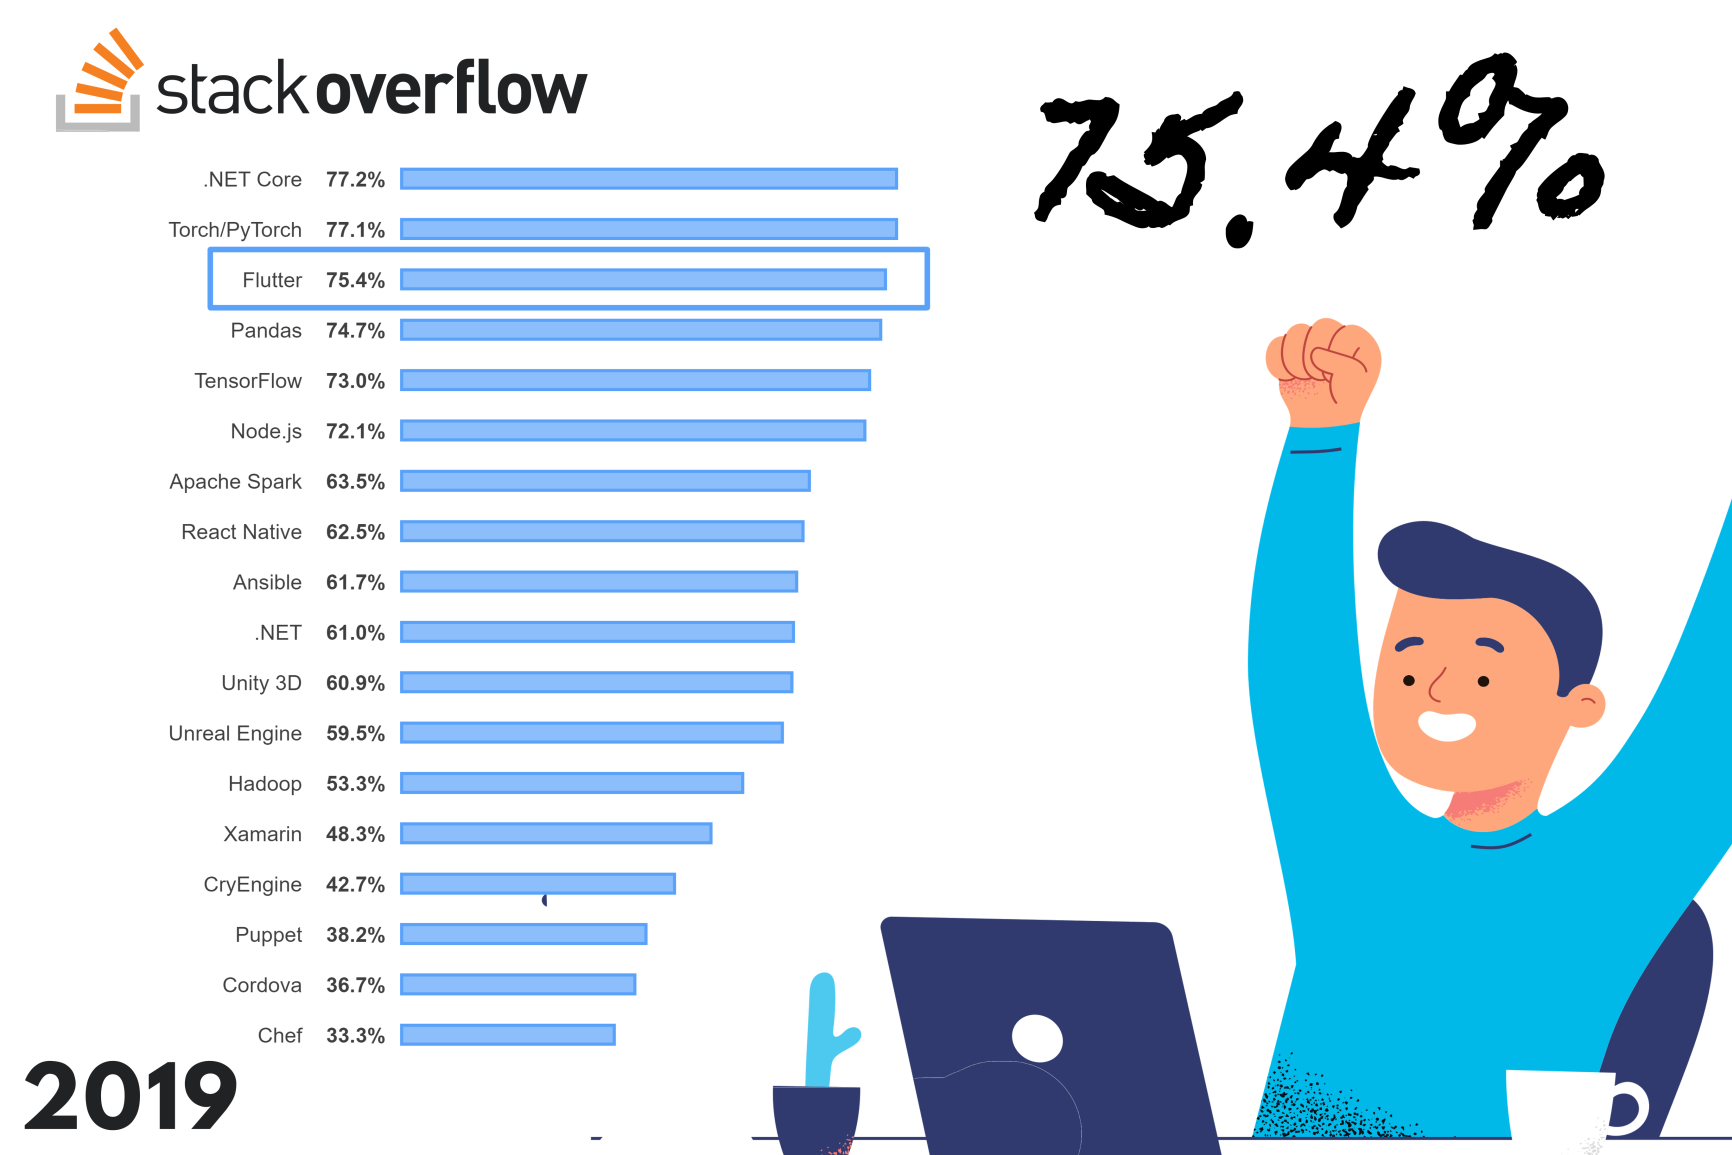 stackoverflow
75.4%
.NET Core 77.2%
Torch/PyTorch 77.1%
Flutter 75.4%
Pandas 74.7%
TensorFlow 73.0%
Node.js 72.1%
Apache Spark 63.5%
React Native 62.5%
Ansible 61.7%
.NET 61.0%
Unity 3D 60.9%
Unreal Engine 59.5%
Hadoop 53.3%
Xamarin 48.3%
CryEngine 42.7%
Puppet 38.2%
Cordova 36.7%
Chef 33.3%
2019